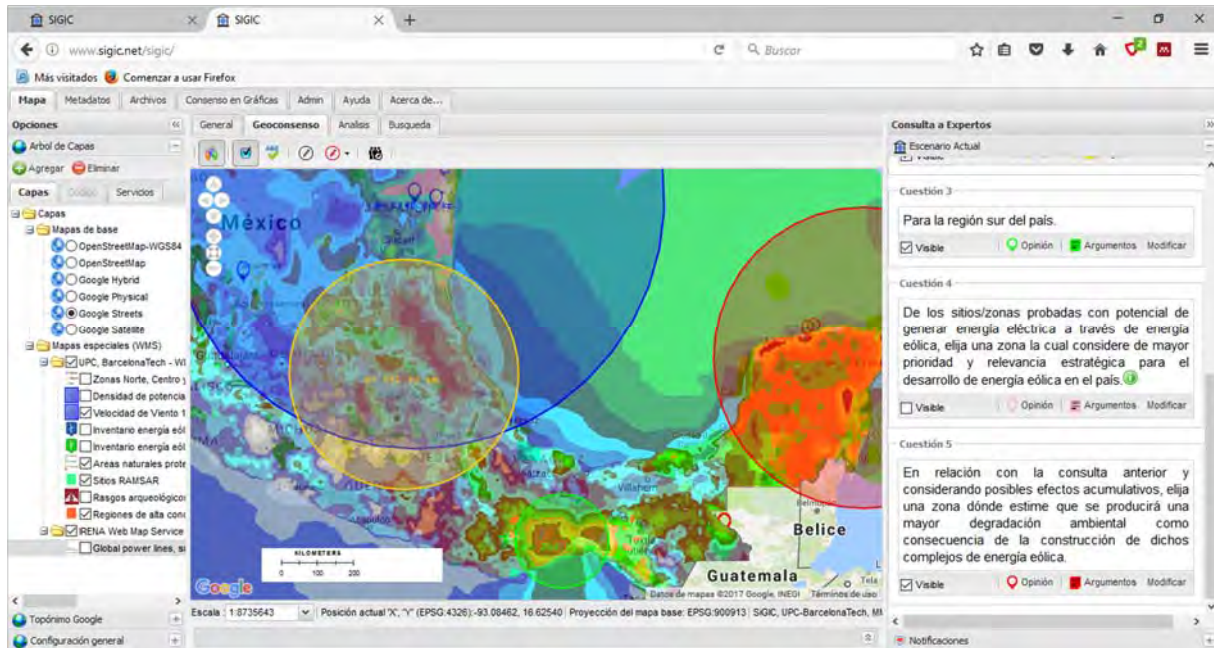 SIGIC
SIGIC
www.sigic.net/sigic/
Buscar
2
Más visitados
Comenzar a usar Firefox
Mapa
Metadatos
Archivos
Consenso en Gráficas
Admin
Ayuda
Acerca de...
Opciones
Arbol de Capas
Agregar
Eliminar
Capas
Servicios
Capas
Mapas de base
OpenStreetMap-WGS84
OpenStreetMap
Google Hybrid
Google Physical
Google Streets
Google Satelite
Mapas especiales (WMS)
UPC, BarcelonaTech - WI
Zonas Norte, Centro y
Densidad de potencia
Velocidad de Viento 1
Inventario energía eól
Inventario energía eól
Areas naturales prote
Sitios RAMSAR
Rasgos arqueológicos
Regiones de alta cono
IRENA Web Map Service
Global power lines, s
Topónimo Google
Configuración general
General
Geoconsenso
Analisis
Busqueda
México
Belice
Guatemala
Tela
Villaherm
KILOMETERS
0 100 200
Google
Datos de mapas ©2017 Google, INEGI
Términos de uso
Escala : 1:8735643
Posición actual "X", "Y" (EPSG:4326):-93.08462, 16.62540
Proyección del mapa base: EPSG:900913
SIGIC, UPC-BarcelonaTech,
Consulta a Expertos
Escenario Actual
Visible
Cuestión 3
Para la región sur del país.
Visible
Opinión
Argumentos
Modificar
Cuestión 4
De los sitios/zonas probadas con potencial de
generar energía eléctrica a través de energía
eólica, elija una zona la cual considere de mayor
prioridad y relevancia estratégica para el
desarrollo de energía eólica en el país.
Visible
Opinión
Argumentos
Modificar
Cuestión 5
En relación con la consulta anterior y
considerando posibles efectos acumulativos, elija
una zona dónde estime que se producirá una
mayor degradación ambiental como
consecuencia de la construcción de dichos
complejos de energía eólica.
Visible
Opinión
Argumentos
Modificar
Notificaciones